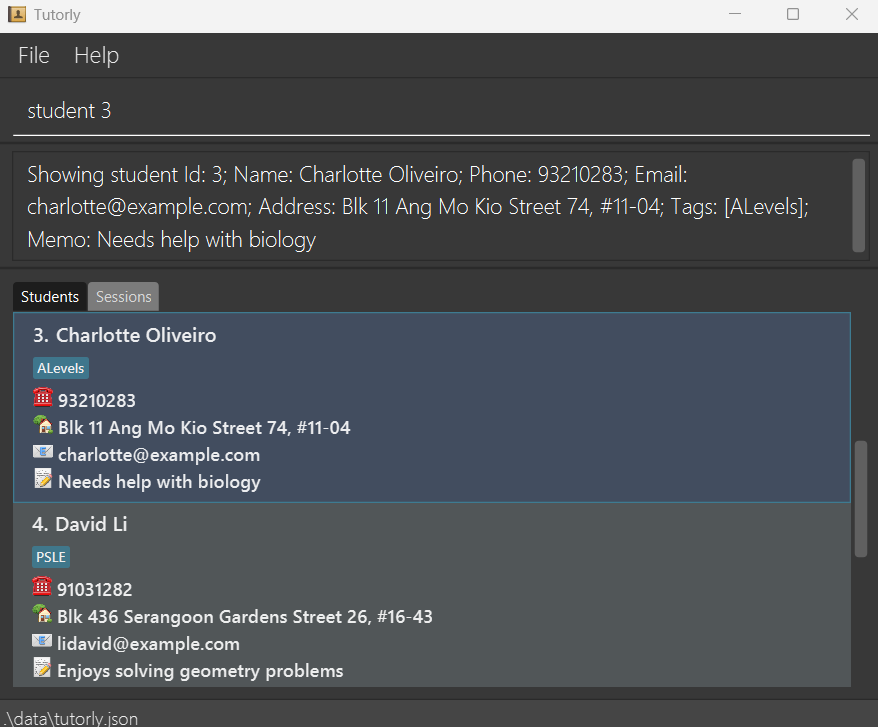 Tutorly
File Help
student 3
Showing student Id: 3; Name: Charlotte Oliveiro; Phone: 93210283; Email:
charlotte@example.com; Address: Blk 11 Ang Mo Kio Street 74, #11-04; Tags: [ALevels];
Memo: Needs help with biology
Students Sessions
3. Charlotte Oliveiro
ALevels
93210283
Blk 11 Ang Mo Kio Street 74, #11-04
charlotte@example.com
Needs help with biology
4. David Li
PSLE
91031282
Blk 436 Serangoon Gardens Street 26, #16-43
lidavid@example.com
Enjoys solving geometry problems
.\data\tutorly.json